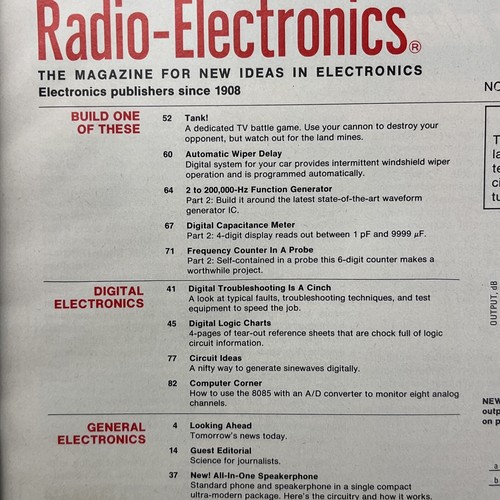 Radio-Electronics®
THE MAGAZINE FOR NEW IDEAS IN ELECTRONICS
Electronics publishers since 1908
BUILD ONE
OF THESE
52 Tank!
A dedicated TV battle game. Use your cannon to destroy your
opponent, but watch out for the land mines.
60 Automatic Wiper Delay
Digital system for your car provides intermittent windshield wiper
operation and is programmed automatically.
64 2 to 200,000-Hz Function Generator
Part 2: Build it around the latest state-of-the-art waveform
generator IC.
67 Digital Capacitance Meter
Part 2: 4-digit display reads out between 1 pF and 9999 µF.
71 Frequency Counter In A Probe
Part 2: Self-contained in a probe this 6-digit counter makes a
worthwhile project.
DIGITAL
ELECTRONICS
41 Digital Troubleshooting Is A Cinch
A look at typical faults, troubleshooting techniques, and test
equipment to speed the job.
45 Digital Logic Charts
4-pages of tear-out reference sheets that are chock full of logic
circuit information.
77 Circuit Ideas
A nifty way to generate sinewaves digitally.
82 Computer Corner
How to use the 8085 with an A/D converter to monitor eight analog
channels.
GENERAL
ELECTRONICS
4 Looking Ahead
Tomorrow's news today.
14 Guest Editorial
Science for journalists.
37 New! All-In-One Speakerphone
Standard phone and speakerphone in a single compact
ultra-modern package. Here's the circuitry and how it works.
OUTPUT, dB
NEW
outp
on p
a
b